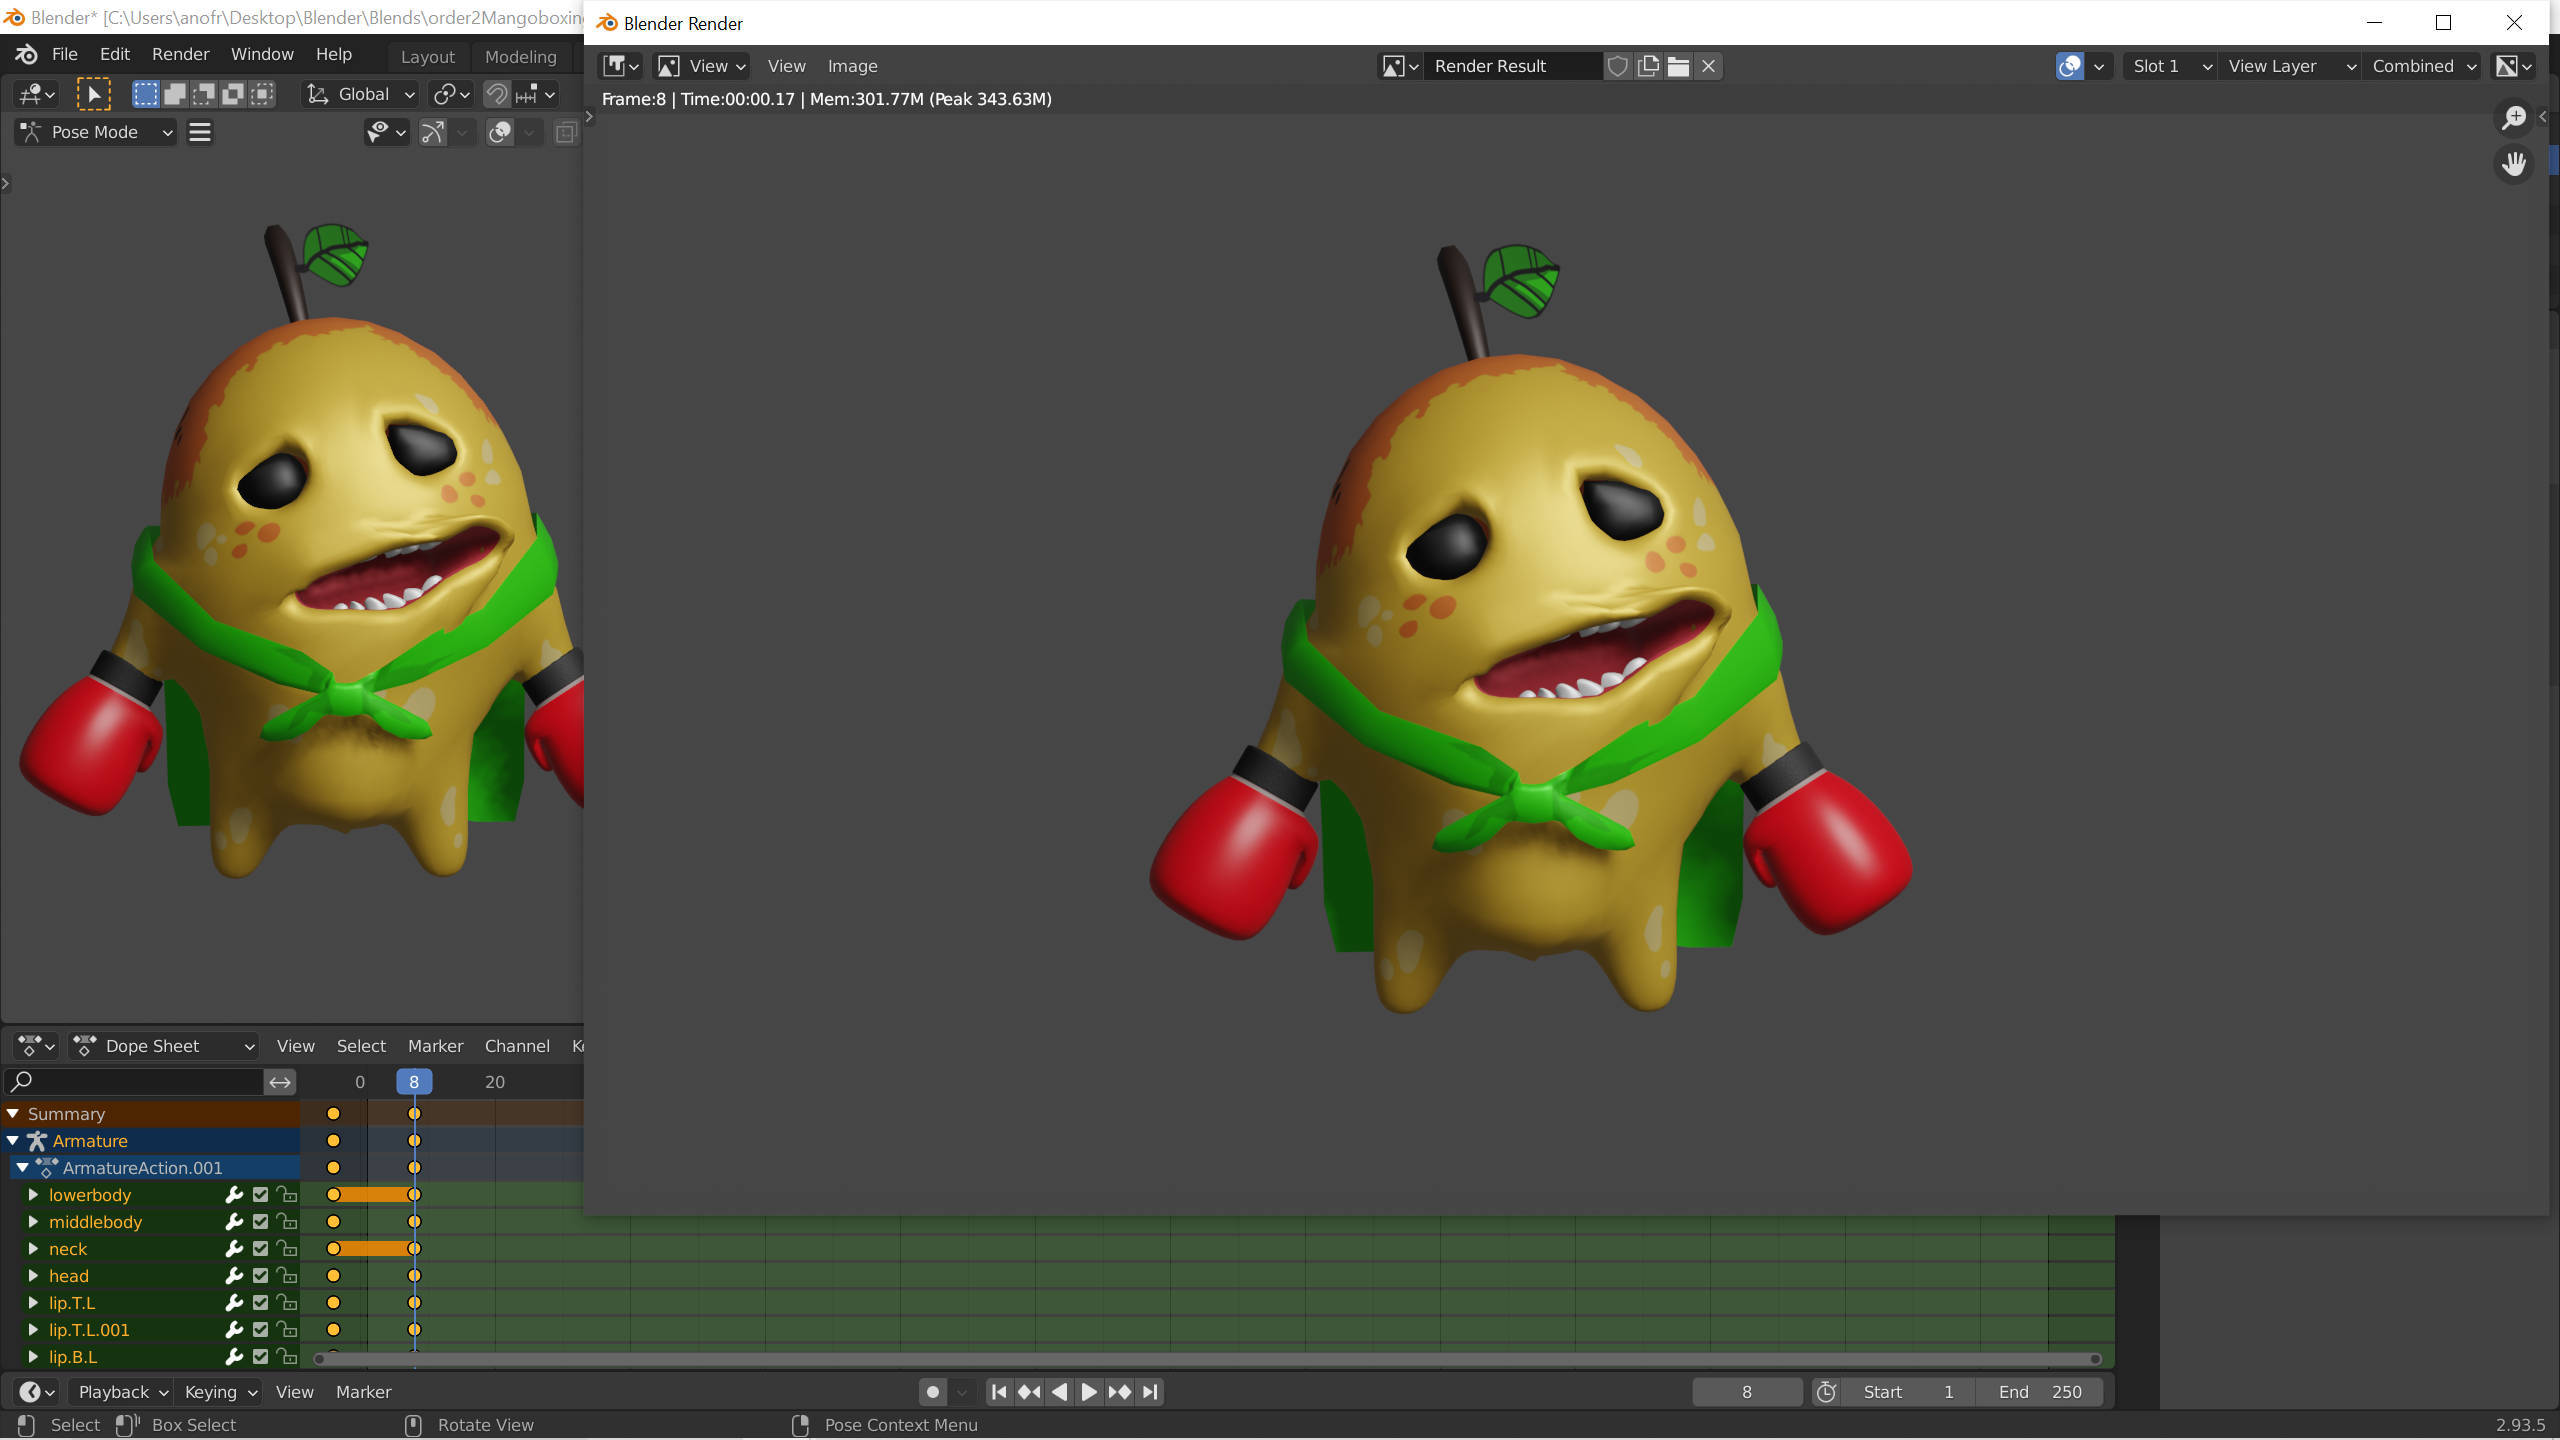 Blender* [C:\Users\anofr\Desktop\Blender\Blends\order2Mangoboxin
Blender Render
File Edit Render Window Help Layout Modeling
View View Image Render Result Slot 1 View Layer Combined
Global
Frame:8 | Time:00:00.17 | Mem:301.77M (Peak 343.63M)
Pose Mode
Dope Sheet View Select Marker Channel
0 8 20
Summary
Armature
ArmatureAction.001
lowerbody
middlebody
neck
head
lip.T.L
lip.T.L.001
lip.B.L
Playback Keying View Marker 8 Start 1 End 250
Select Box Select Rotate View Pose Context Menu 2.93.5